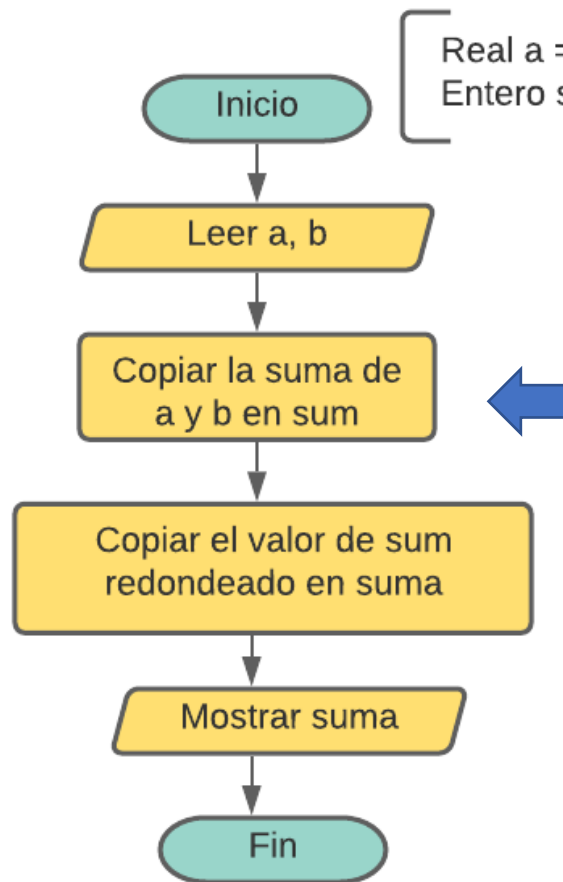 Real a =
Entero s
Inicio
Leer a, b
Copiar la suma de
a y b en sum
Copiar el valor de sum
redondeado en suma
Mostrar suma
Fin